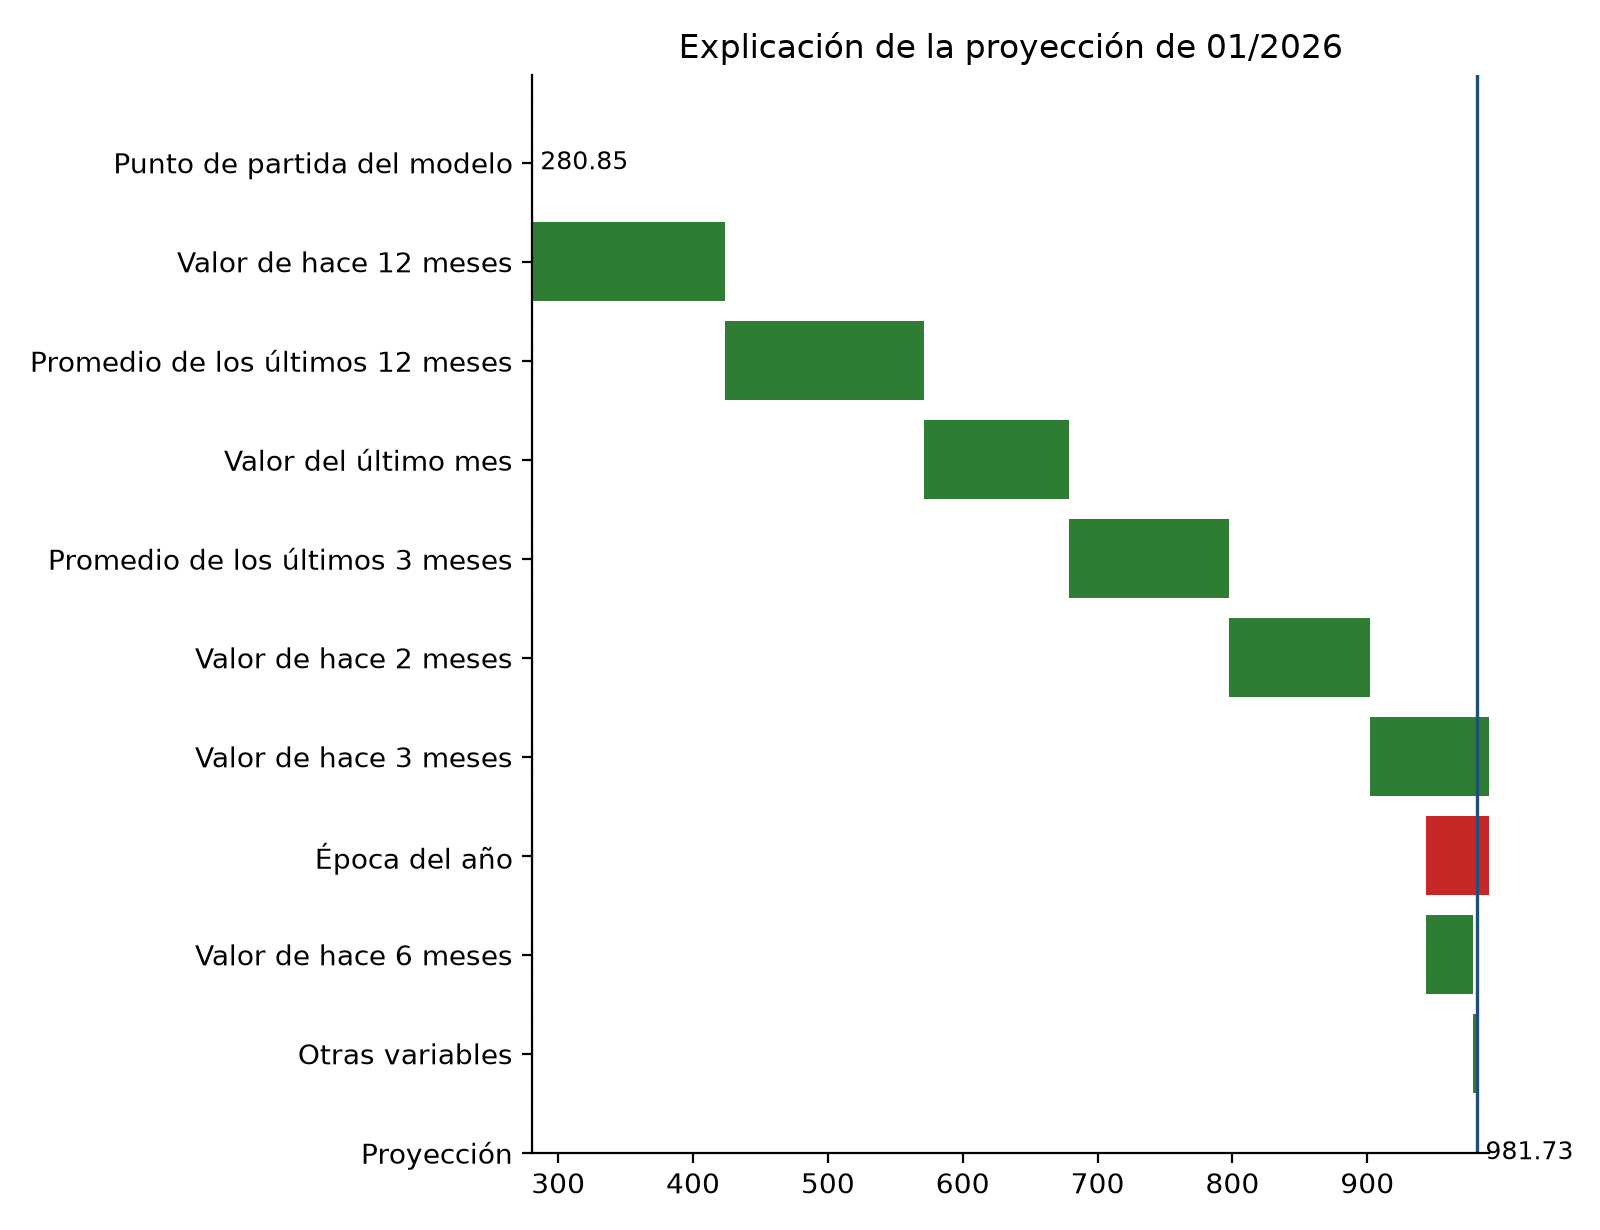 Explicación de la proyección de 01/2026
Punto de partida del modelo
280.85
Valor de hace 12 meses
Promedio de los últimos 12 meses
Valor del último mes
Promedio de los últimos 3 meses
Valor de hace 2 meses
Valor de hace 3 meses
Época del año
Valor de hace 6 meses
Otras variables
Proyección
981.73
300 400 500 600 700 800 900